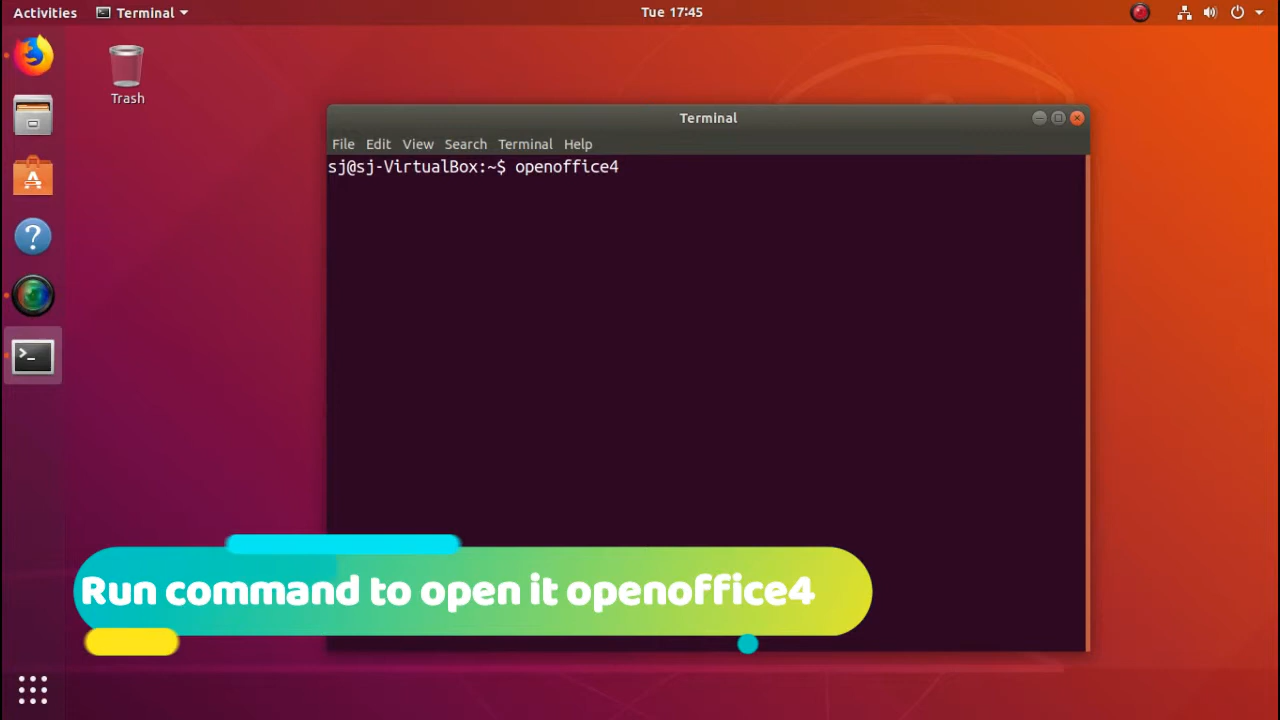 Activities
Terminal
Tue 17:45
Trash
Terminal
File Edit View Search Terminal Help
sj@sj-VirtualBox:~$ openoffice4
Run command to open it openoffice4